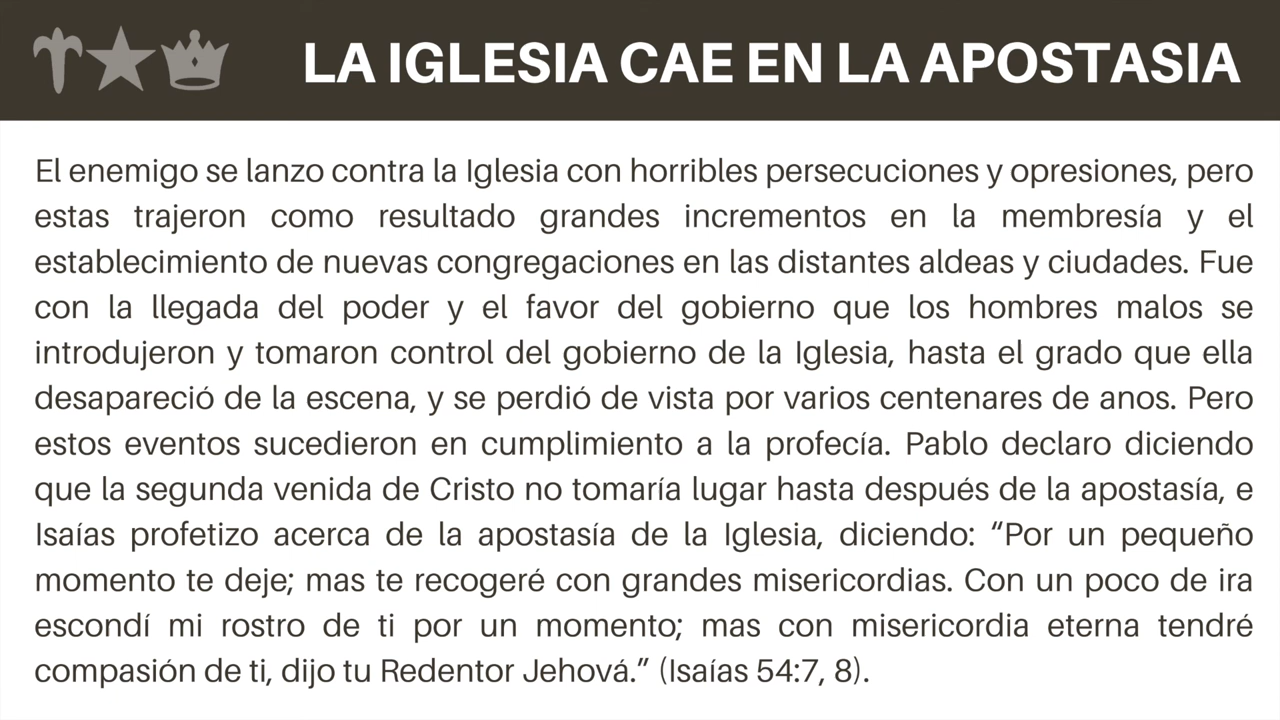 LA IGLESIA CAE EN LA APOSTASIA
El enemigo se lanzo contra la Iglesia con horribles persecuciones y opresiones, pero
estas trajeron como resultado grandes incrementos en la membresía y el
establecimiento de nuevas congregaciones en las distantes aldeas y ciudades. Fue
con la llegada del poder y el favor del gobierno que los hombres malos se
introdujeron y tomaron control del gobierno de la Iglesia, hasta el grado que ella
desapareció de la escena, y se perdió de vista por varios centenares de anos. Pero
estos eventos sucedieron en cumplimiento a la profecía. Pablo declaro diciendo
que la segunda venida de Cristo no tomaría lugar hasta después de la apostasía, e
Isaías profetizo acerca de la apostasía de la Iglesia, diciendo: “Por un pequeño
momento te deje; mas te recogeré con grandes misericordias. Con un poco de ira
escondí mi rostro de ti por un momento; mas con misericordia eterna tendré
compasión de ti, dijo tu Redentor Jehová.” (Isaías 54:7, 8).